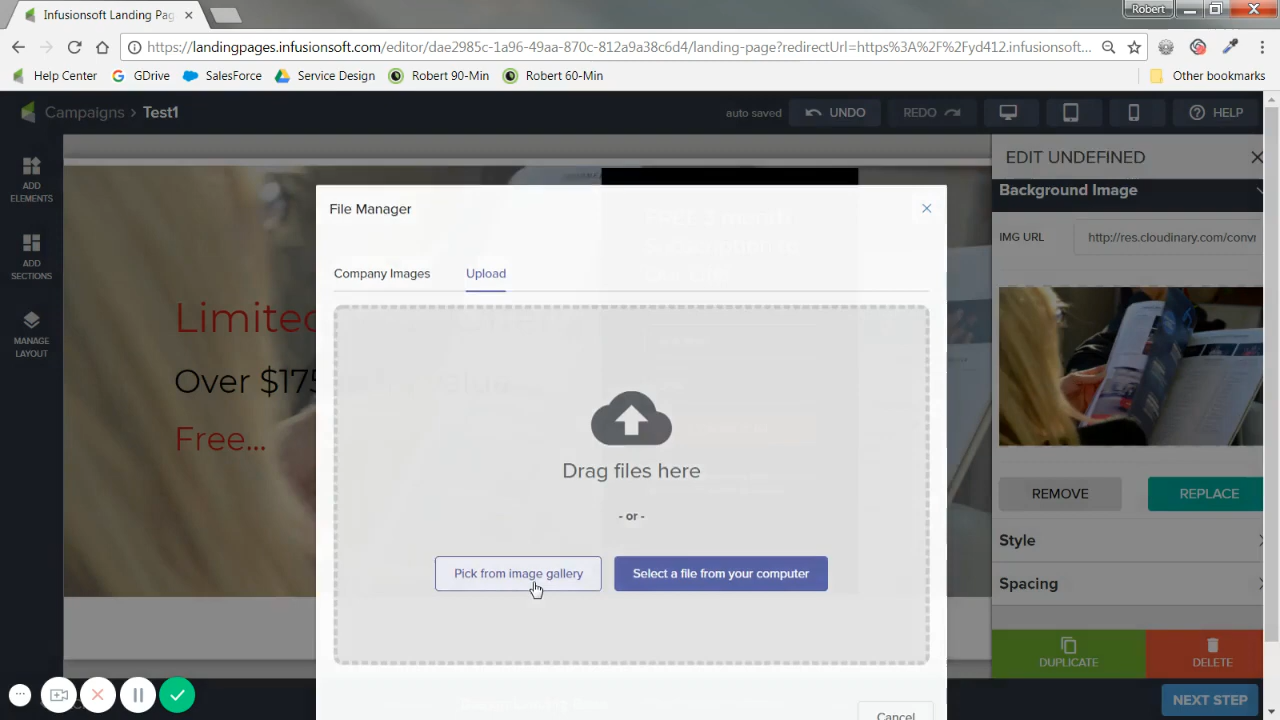 Infusionsoft Landing Pag
Robert
https://landingpages.infusionsoft.com/editor/dee2985c-1a96-49aa-870c-812a9a38c6d4/landing-page?redirectUrl=https%3A%2F%2Fyd412.infusionsoft...
Help Center
GDrive
SalesForce
Service Design
Robert 90-Min
Robert 60-Min
Other bookmarks
Campaigns > Test1
auto saved
UNDO
REDO
HELP
ADD
ELEMENTS
ADD
SECTIONS
MANAGE
LAYOUT
Limited
Over $175
Free...
File Manager
Company Images
Upload
Drag files here
- or -
Pick from image gallery
Select a file from your computer
Cancel
EDIT UNDEFINED
Background Image
IMG URL
http://res.cloudinary.com/conv
REMOVE
REPLACE
Style
Spacing
DUPLICATE
DELETE
NEXT STEP